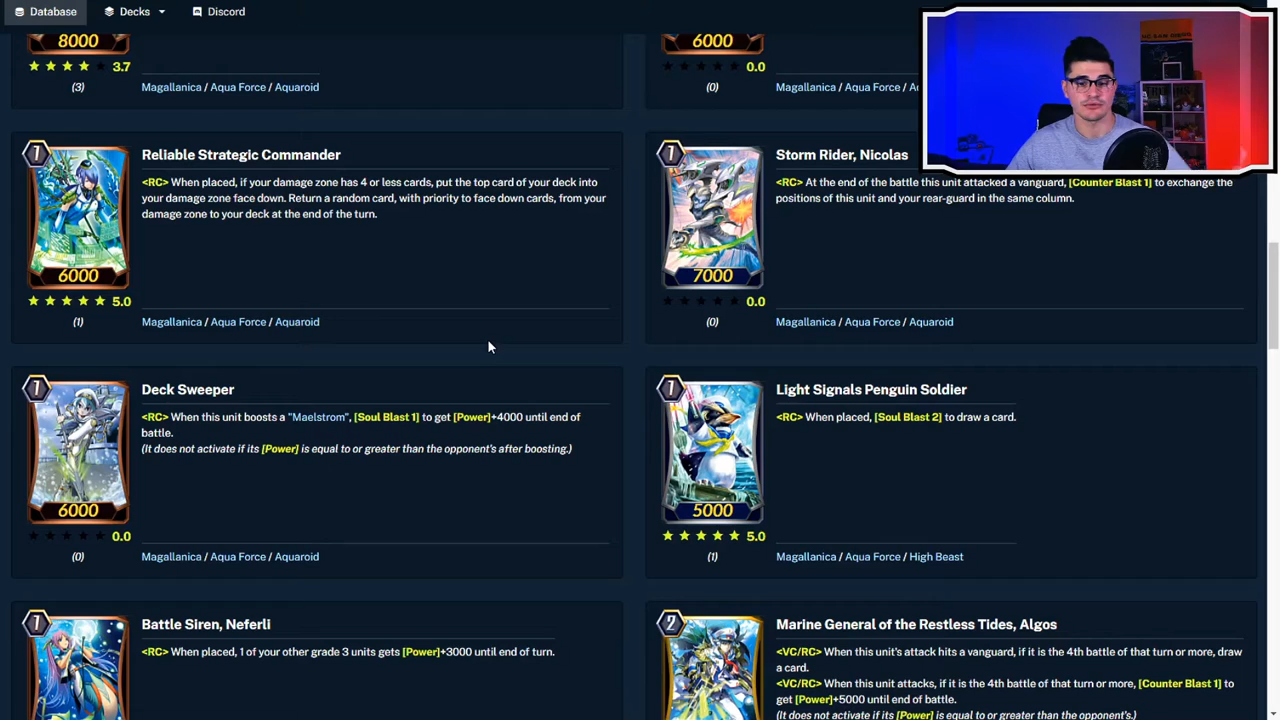 Database Decks Discord
8000
3.7
(3)
Magallanica / Aqua Force / Aquaroid
6000
0.0
(0)
Magallanica / Aqua Force /
1
Reliable Strategic Commander
<RC> When placed, if your damage zone has 4 or less cards, put the top card of your deck into
your damage zone face down. Return a random card, with priority to face down cards, from your
damage zone to your deck at the end of the turn.
6000
5.0
(1)
Magallanica / Aqua Force / Aquaroid
1
Storm Rider, Nicolas
<RC> At the end of the battle this unit attacked a vanguard, [Counter Blast 1] to exchange the
positions of this unit and your rear-guard in the same column.
7000
0.0
(0)
Magallanica / Aqua Force / Aquaroid
1
Deck Sweeper
<RC> When this unit boosts a "Maelstrom", [Soul Blast 1] to get [Power]+4000 until end of
battle.
(It does not activate if its [Power] is equal to or greater than the opponent's after boosting.)
6000
0.0
(0)
Magallanica / Aqua Force / Aquaroid
1
Light Signals Penguin Soldier
<RC> When placed, [Soul Blast 2] to draw a card.
5000
5.0
(1)
Magallanica / Aqua Force / High Beast
1
Battle Siren, Neferli
<RC> When placed, 1 of your other grade 3 units gets [Power]+3000 until end of turn.
2
Marine General of the Restless Tides, Algos
<VC/RC> When this unit's attack hits a vanguard, if it is the 4th battle of that turn or more, draw
a card.
<VC/RC> When this unit attacks, if it is the 4th battle of that turn or more, [Counter Blast 1] to
get [Power]+5000 until end of battle.
(It does not activate if its [Power] is equal to or greater than the opponent's.)